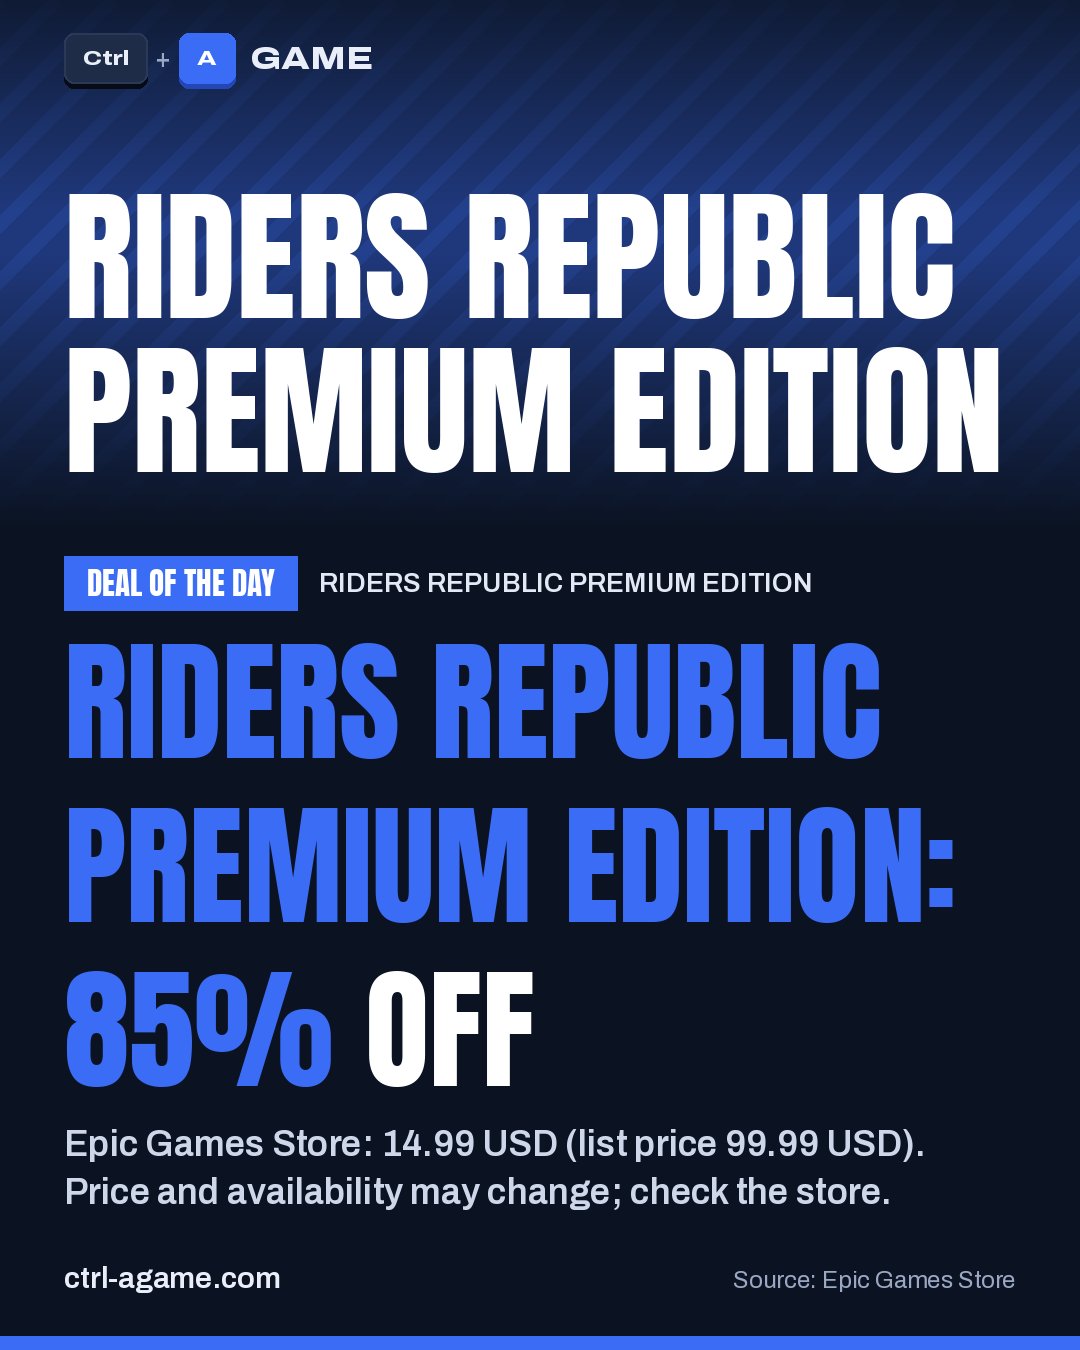 Ctrl + A GAME
RIDERS REPUBLIC
PREMIUM EDITION
DEAL OF THE DAY RIDERS REPUBLIC PREMIUM EDITION
RIDERS REPUBLIC
PREMIUM EDITION:
85% OFF
Epic Games Store: 14.99 USD (list price 99.99 USD).
Price and availability may change; check the store.
ctrl-agame.com Source: Epic Games Store